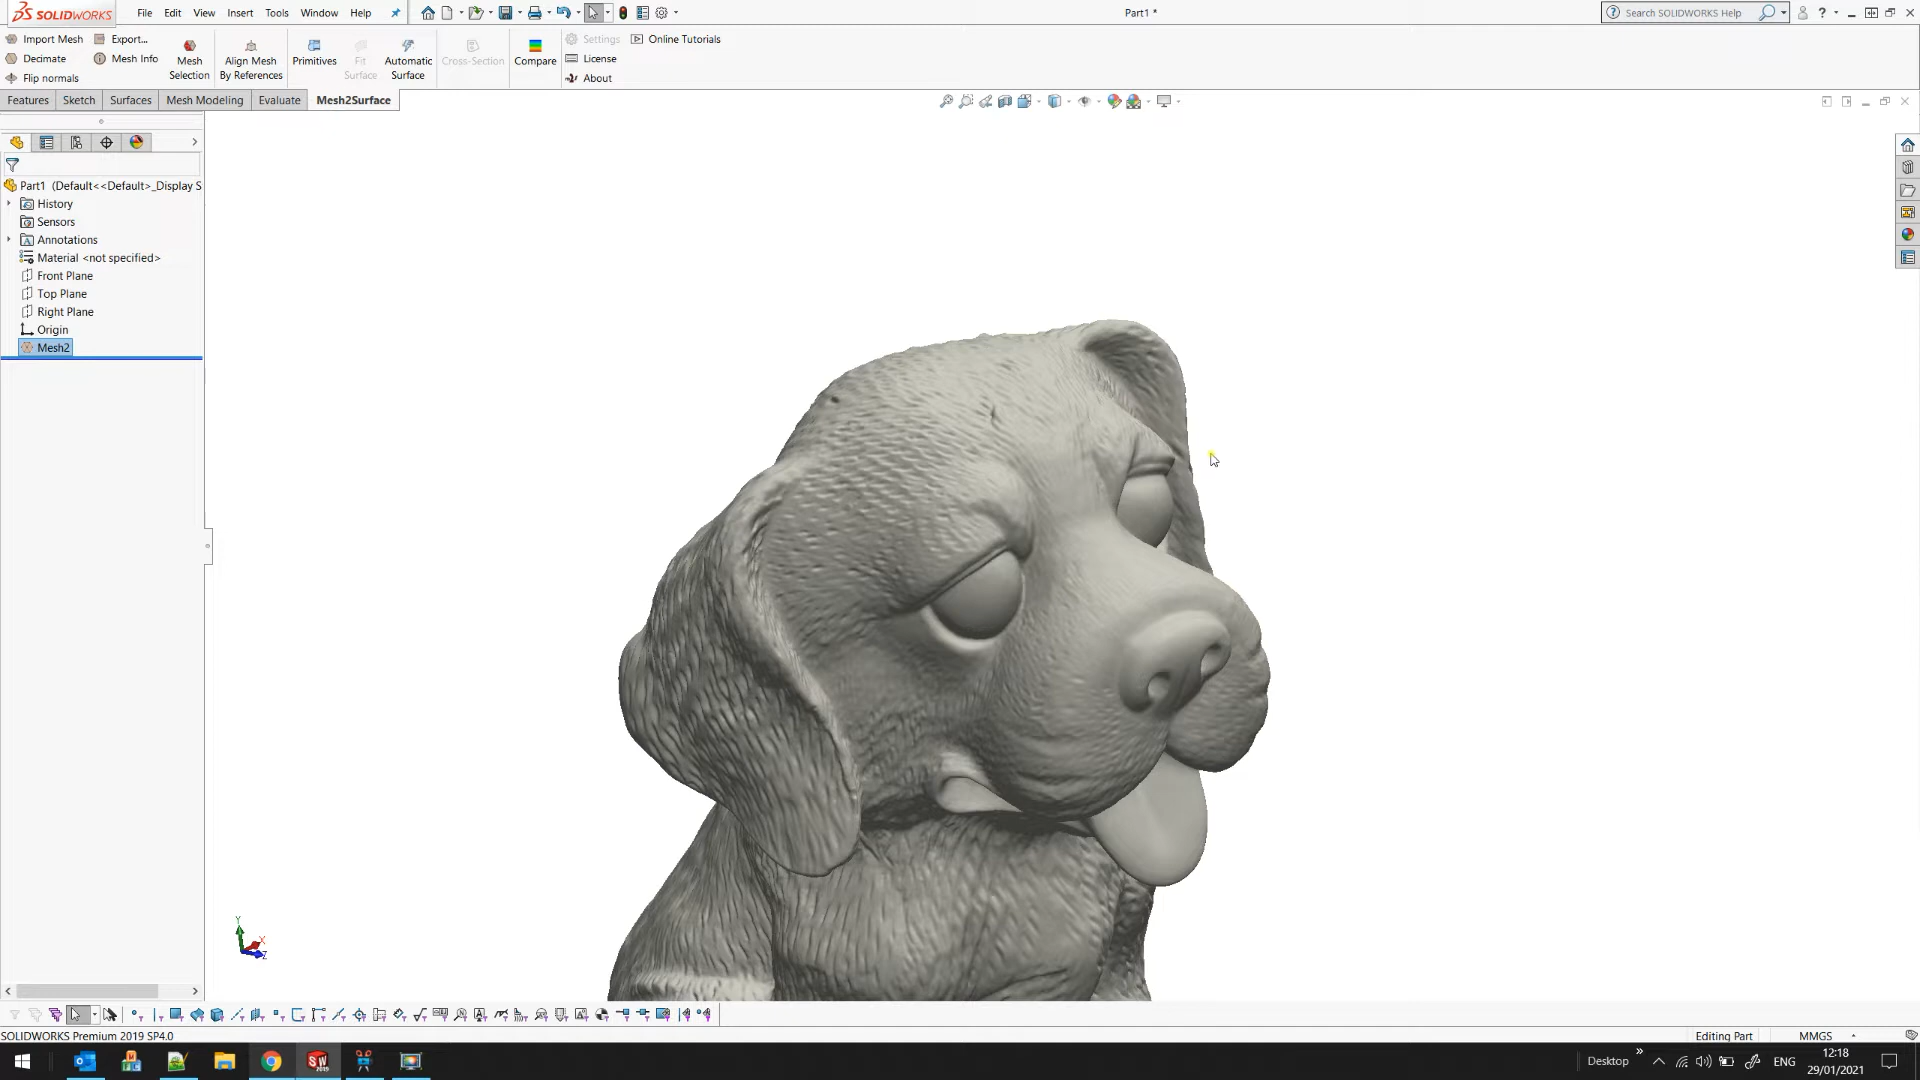 SOLIDWORKS File Edit View Insert Tools Window Help Part1 * Search SOLIDWORKS Help
Import Mesh Export... Settings Online Tutorials
Decimate Mesh Info License
Flip normals About
Mesh Selection
Align Mesh By References
Primitives
Fit Surface
Automatic Surface
Cross-Section
Compare
Features Sketch Surfaces Mesh Modeling Evaluate Mesh2Surface
Part1 (Default<<Default>_Display S
History
Sensors
Annotations
Material <not specified>
Front Plane
Top Plane
Right Plane
Origin
Mesh2
Y
X
Z
SOLIDWORKS Premium 2019 SP4.0 Editing Part MMGS
Desktop ENG 12:18
29/01/2021